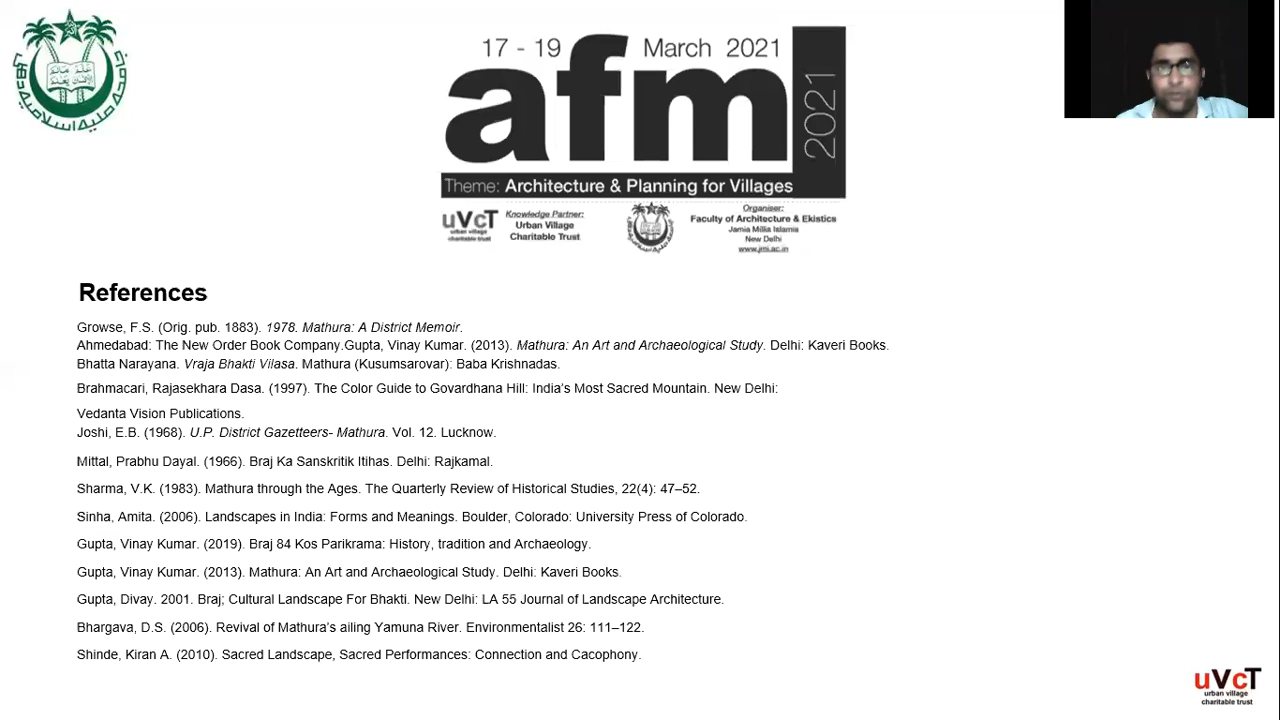 17 - 19 March 2021
afm
2021
Theme: Architecture & Planning for Villages
uVcT
urban village
charitable trust
Knowledge Partner:
Urban Village
Charitable Trust
Organiser:
Faculty of Architecture & Ekistics
Jamia Millia Islamia
New Delhi
www.jmi.ac.in
References
Growse, F.S. (Orig. pub. 1883). 1978. Mathura: A District Memoir.
Ahmedabad: The New Order Book Company.Gupta, Vinay Kumar. (2013). Mathura: An Art and Archaeological Study. Delhi: Kaveri Books.
Bhatta Narayana. Vraja Bhakti Vilasa. Mathura (Kusumsarovar): Baba Krishnadas.
Brahmacari, Rajasekhara Dasa. (1997). The Color Guide to Govardhana Hill: India's Most Sacred Mountain. New Delhi:
Vedanta Vision Publications.
Joshi, E.B. (1968). U.P. District Gazetteers- Mathura. Vol. 12. Lucknow.
Mittal, Prabhu Dayal. (1966). Braj Ka Sanskritik Itihas. Delhi: Rajkamal.
Sharma, V.K. (1983). Mathura through the Ages. The Quarterly Review of Historical Studies, 22(4): 47–52.
Sinha, Amita. (2006). Landscapes in India: Forms and Meanings. Boulder, Colorado: University Press of Colorado.
Gupta, Vinay Kumar. (2019). Braj 84 Kos Parikrama: History, tradition and Archaeology.
Gupta, Vinay Kumar. (2013). Mathura: An Art and Archaeological Study. Delhi: Kaveri Books.
Gupta, Divay. 2001. Braj; Cultural Landscape For Bhakti. New Delhi: LA 55 Journal of Landscape Architecture.
Bhargava, D.S. (2006). Revival of Mathura's ailing Yamuna River. Environmentalist 26: 111–122.
Shinde, Kiran A. (2010). Sacred Landscape, Sacred Performances: Connection and Cacophony.
uVcT
urban village
charitable trust